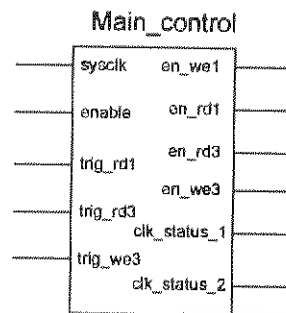 Main_control
sysclk
en_we1
enable
en_rd1
trig_rd1
en_rd3
trig_rd3
en_we3
clk_status_1
trig_we3
clk_status_2